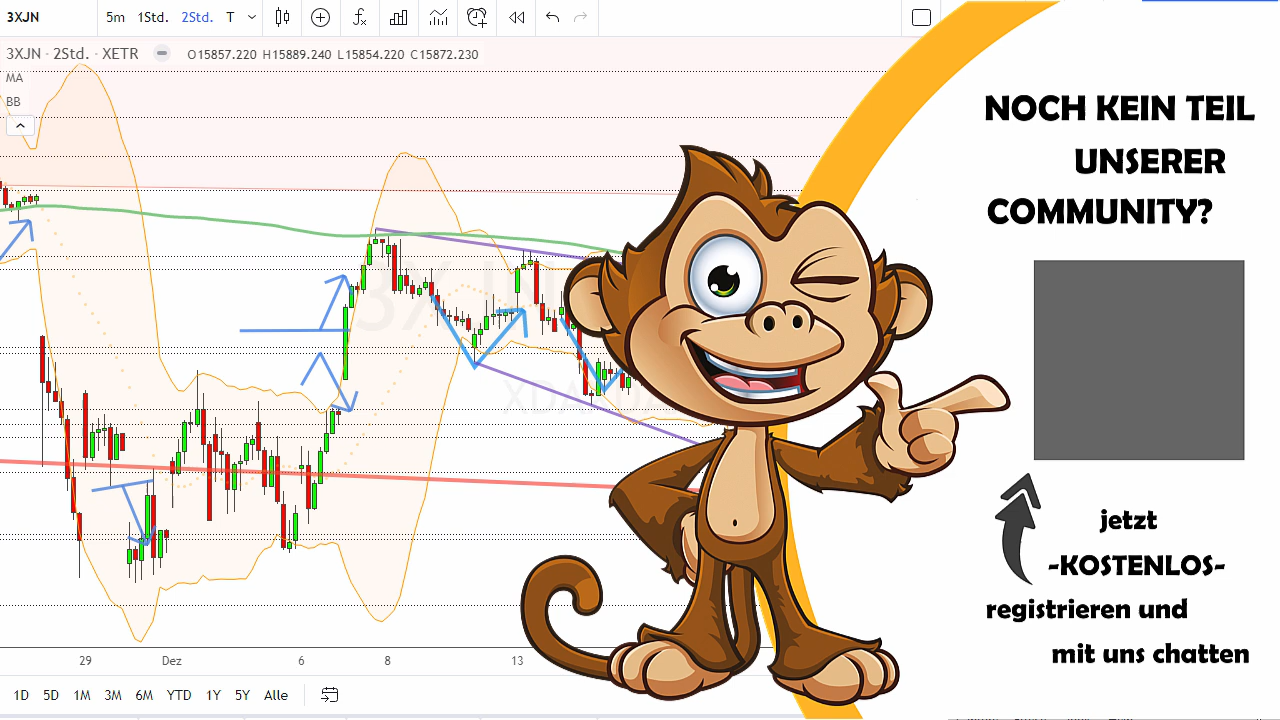 3XJN 5m 1Std. 2Std. T
3XJN · 2Std. · XETR O15857.220 H15889.240 L15854.220 C15872.230
MA
BB
NOCH KEIN TEIL
UNSERER
COMMUNITY?
jetzt
-KOSTENLOS-
registrieren und
mit uns chatten
29 Dez 6 8 13
1D 5D 1M 3M 6M YTD 1Y 5Y Alle